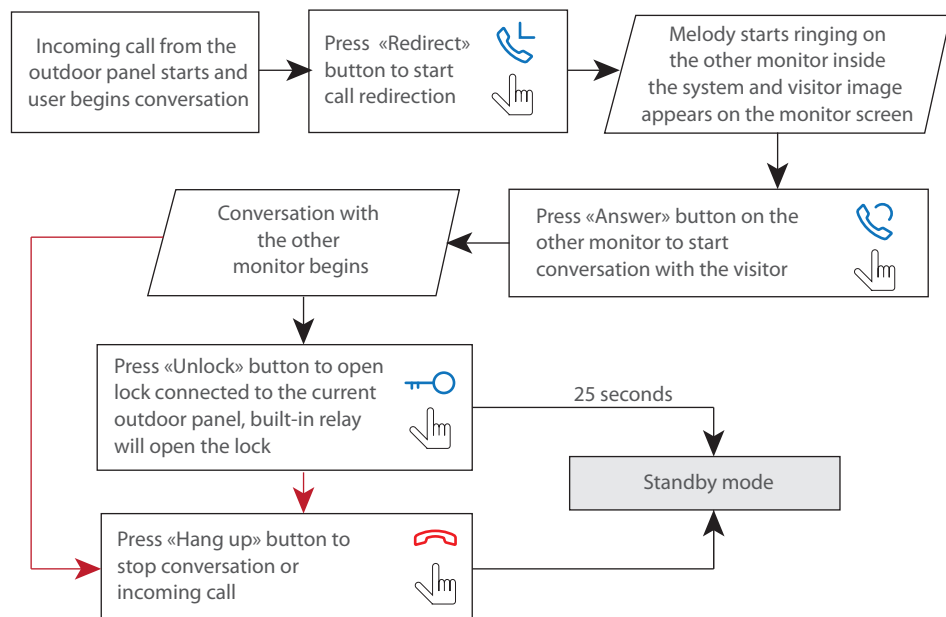 Incoming call from the
outdoor panel starts and
user begins conversation
Press «Redirect»
button to start
call redirection
Melody starts ringing on
the other monitor inside
the system and visitor image
appears on the monitor screen
Press «Answer» button on the
other monitor to start
conversation with the visitor
Conversation with
the other
monitor begins
Press «Unlock» button to open
lock connected to the current
outdoor panel, built-in relay
will open the lock
25 seconds
Standby mode
Press «Hang up» button to
stop conversation or
incoming call